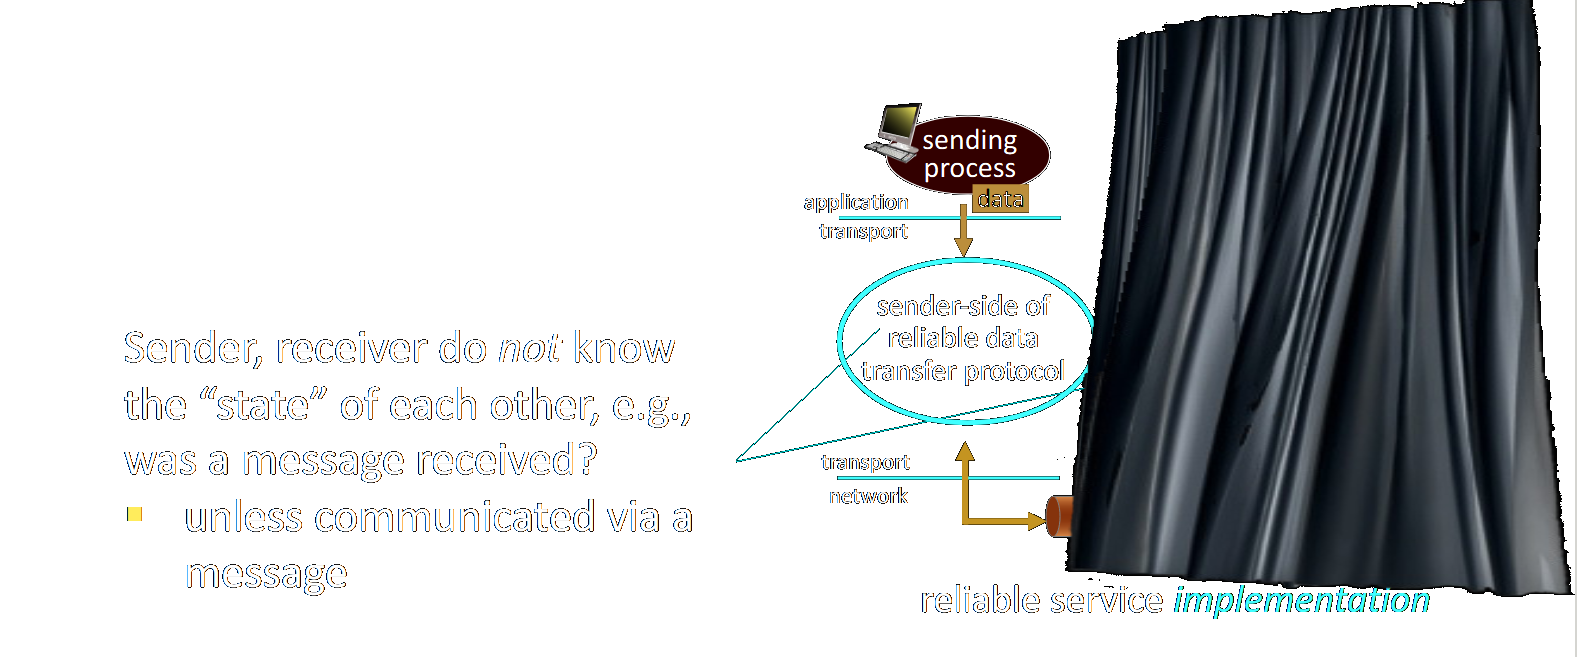 Sender, receiver do not know
the “state” of each other, e.g.,
was a message received?
unless communicated via a
message
sending
process
data
application
transport
sender-side of
reliable data
transfer protocol
transport
network
reliable service implementation